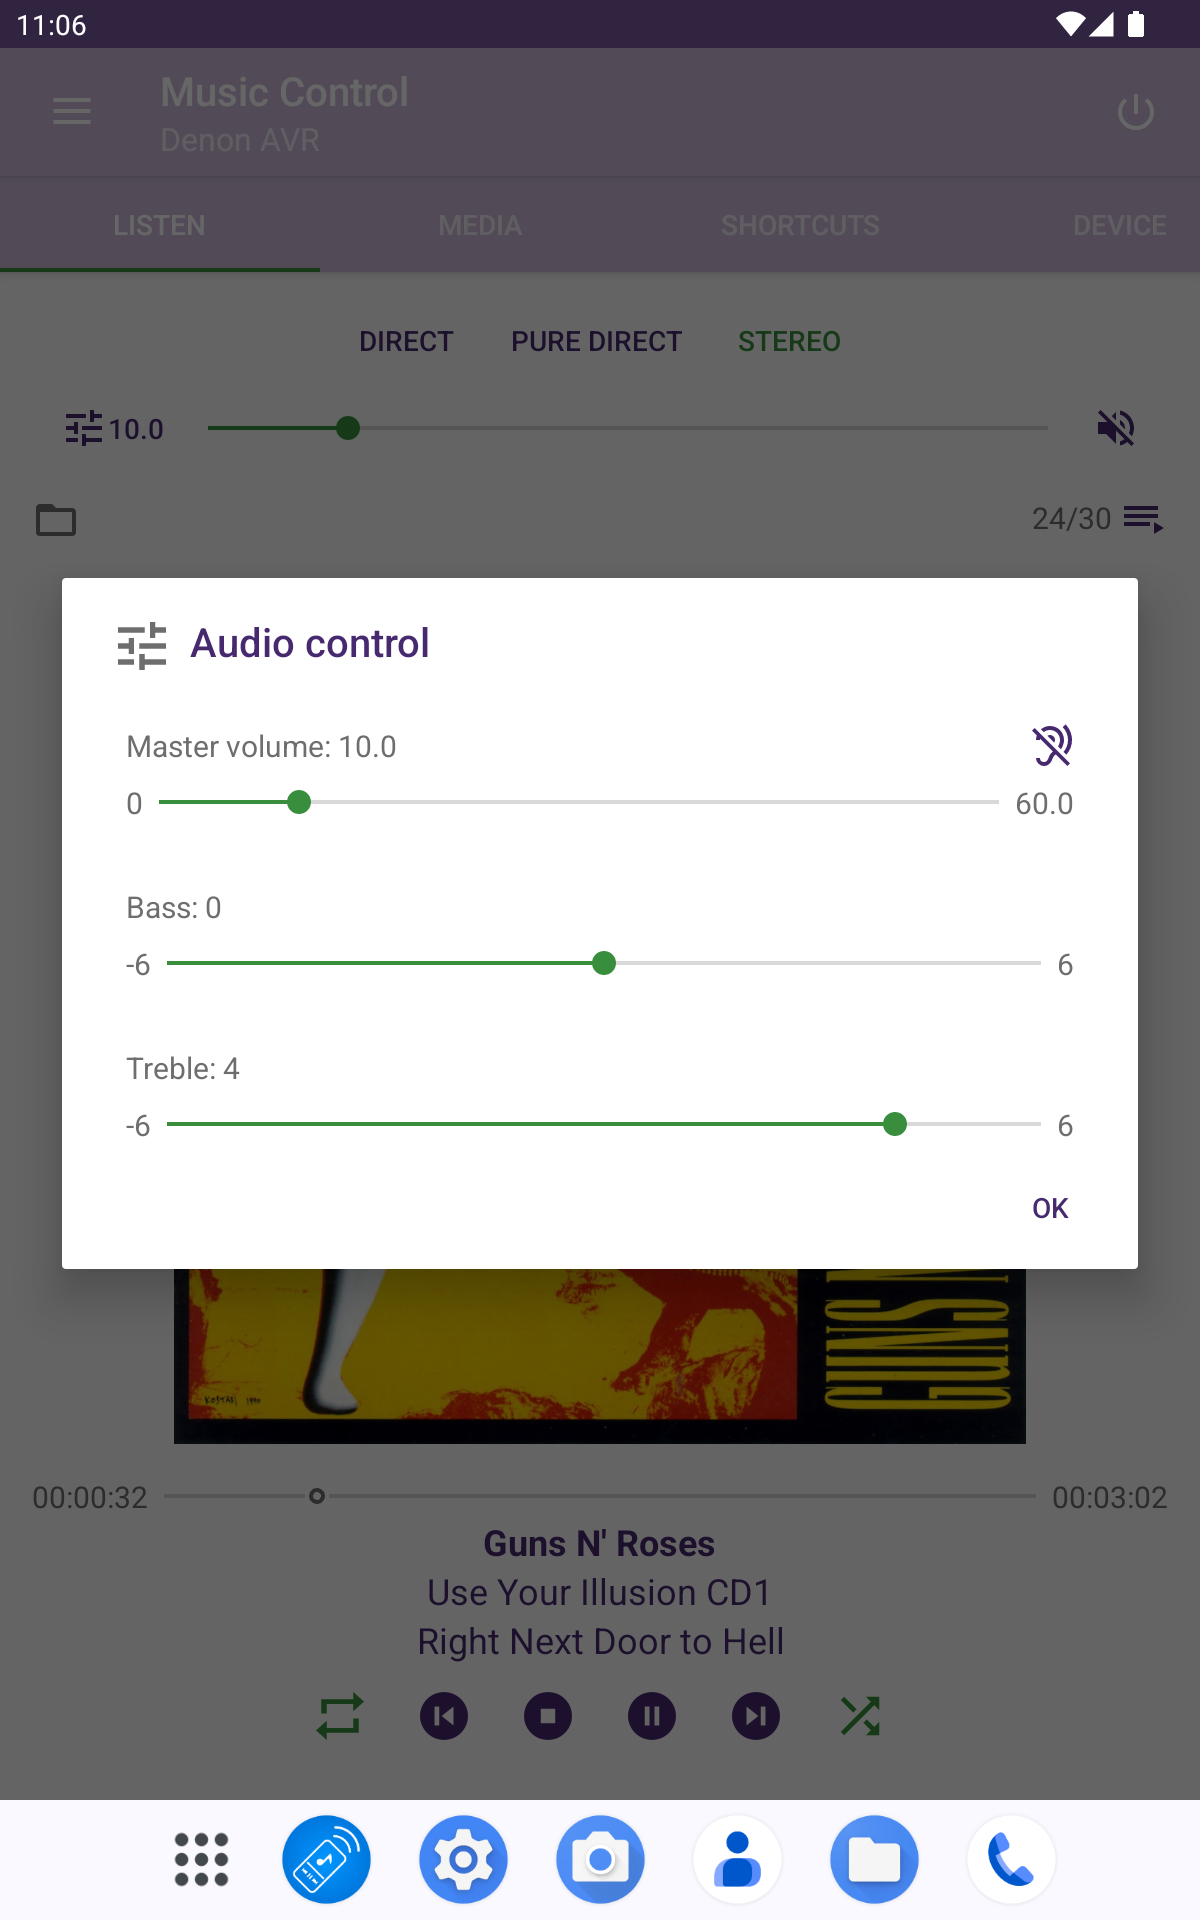 11:06
Music Control
Denon AVR
LISTEN MEDIA SHORTCUTS DEVICE
DIRECT PURE DIRECT STEREO
10.0
24/30
Audio control
Master volume: 10.0
0 60.0
Bass: 0
-6 6
Treble: 4
-6 6
OK
GUNS N
KOSTABI 1990
00:00:32 00:03:02
Guns N' Roses
Use Your Illusion CD1
Right Next Door to Hell